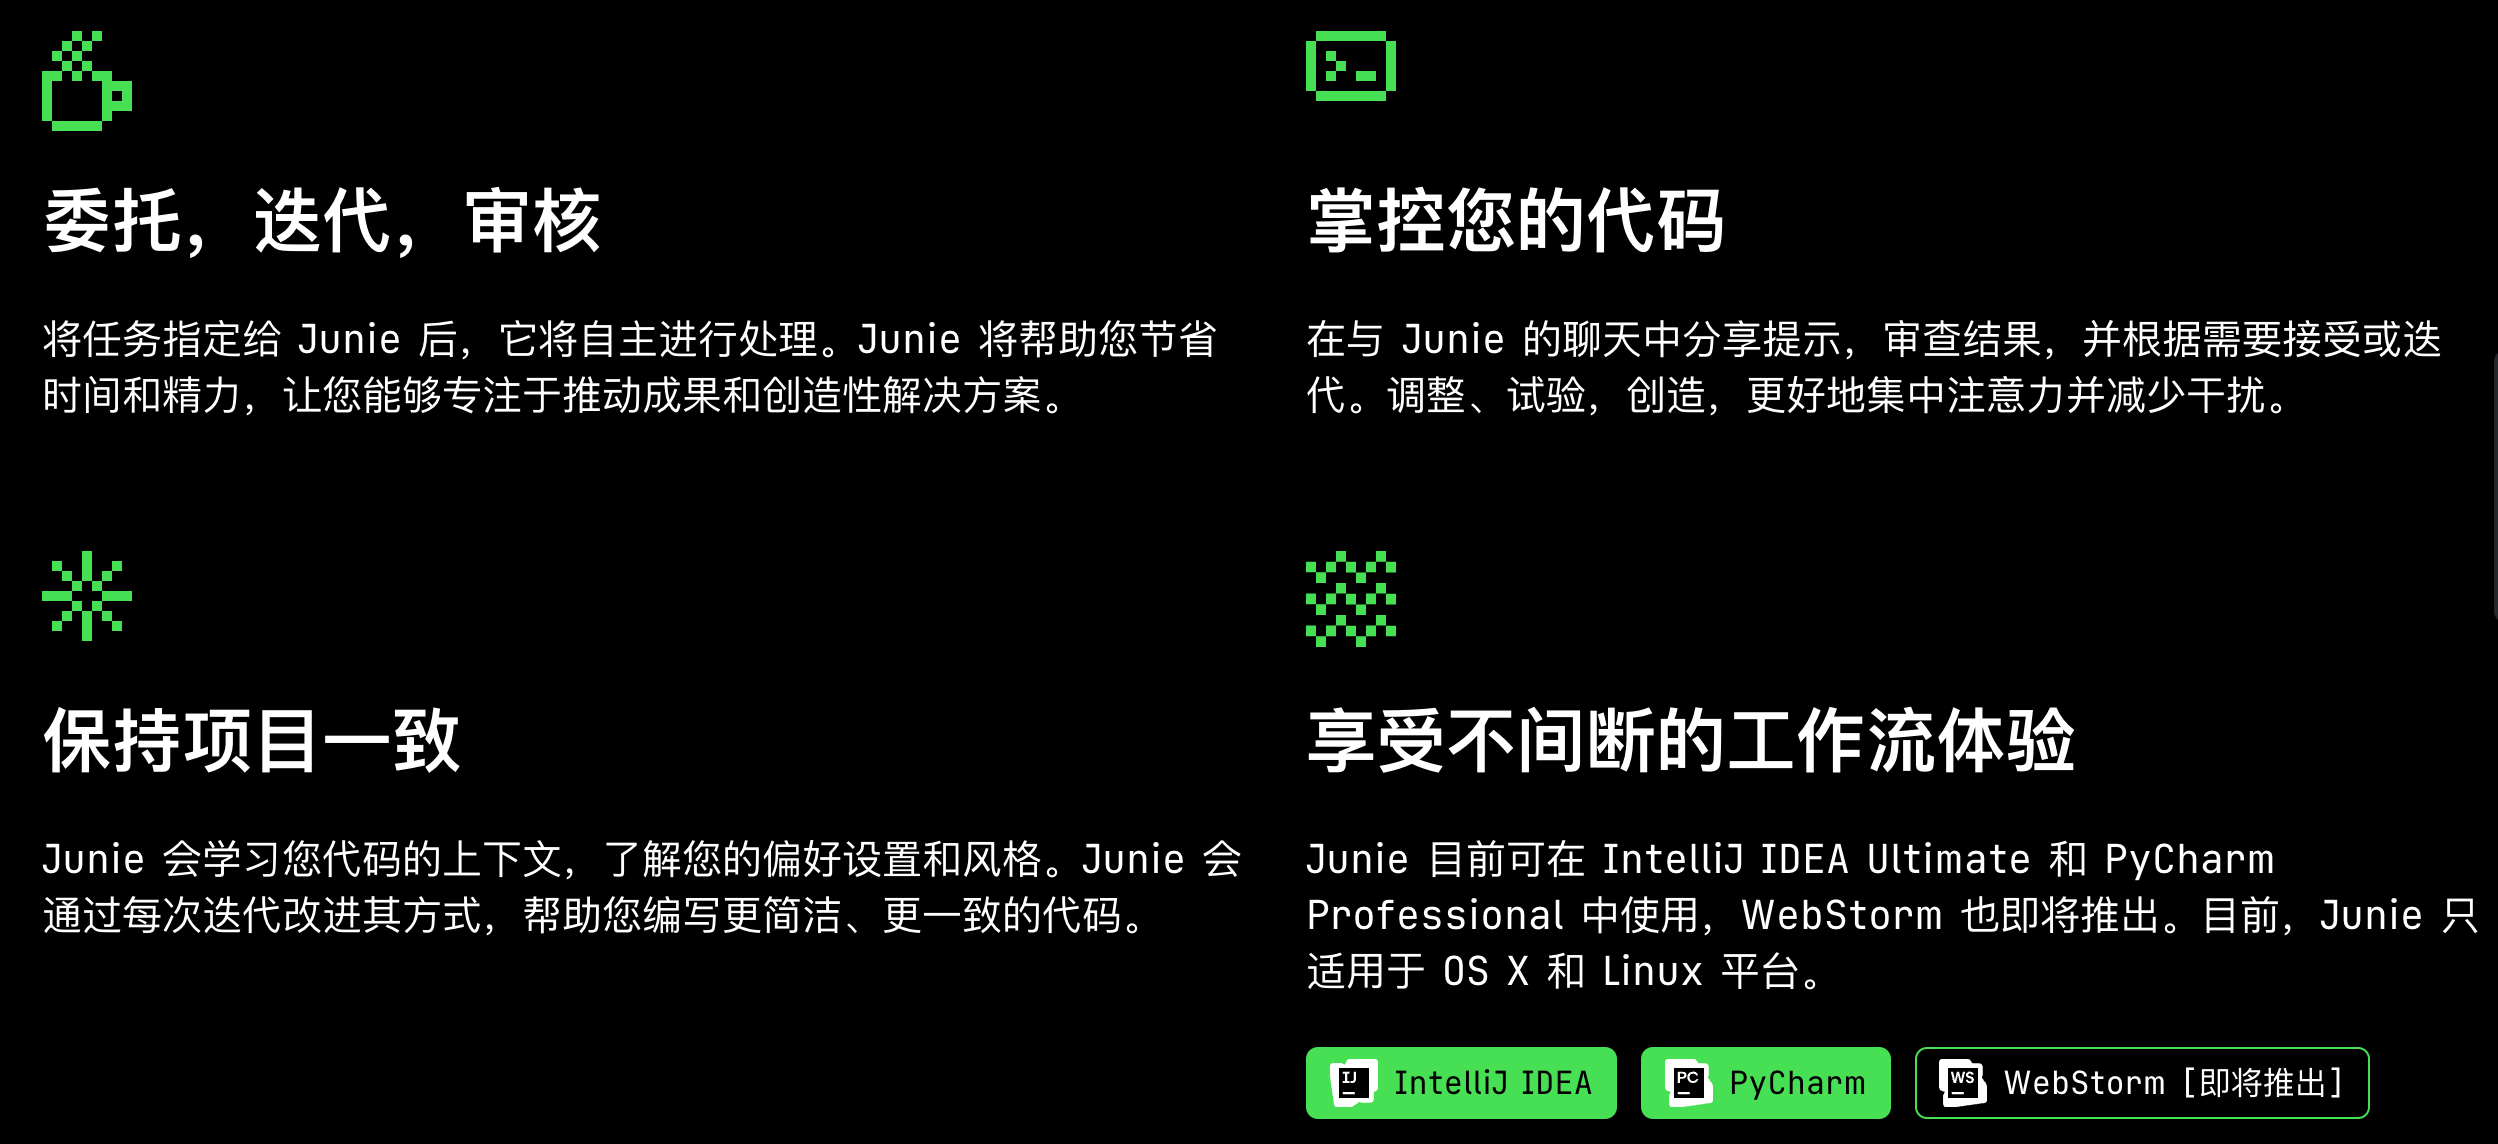 委托，迭代，审核
将任务指定给 Junie 后，它将自主进行处理。Junie 将帮助您节省
时间和精力，让您能够专注于推动成果和创造性解决方案。
掌控您的代码
在与 Junie 的聊天中分享提示，审查结果，并根据需要接受或迭
代。调整、试验，创造，更好地集中注意力并减少干扰。
保持项目一致
Junie 会学习您代码的上下文，了解您的偏好设置和风格。Junie 会
通过每次迭代改进其方式，帮助您编写更简洁、更一致的代码。
享受不间断的工作流体验
Junie 目前可在 IntelliJ IDEA Ultimate 和 PyCharm
Professional 中使用，WebStorm 也即将推出。目前，Junie 只
适用于 OS X 和 Linux 平台。
IJ IntelliJ IDEA
PC PyCharm
WS WebStorm [即将推出]